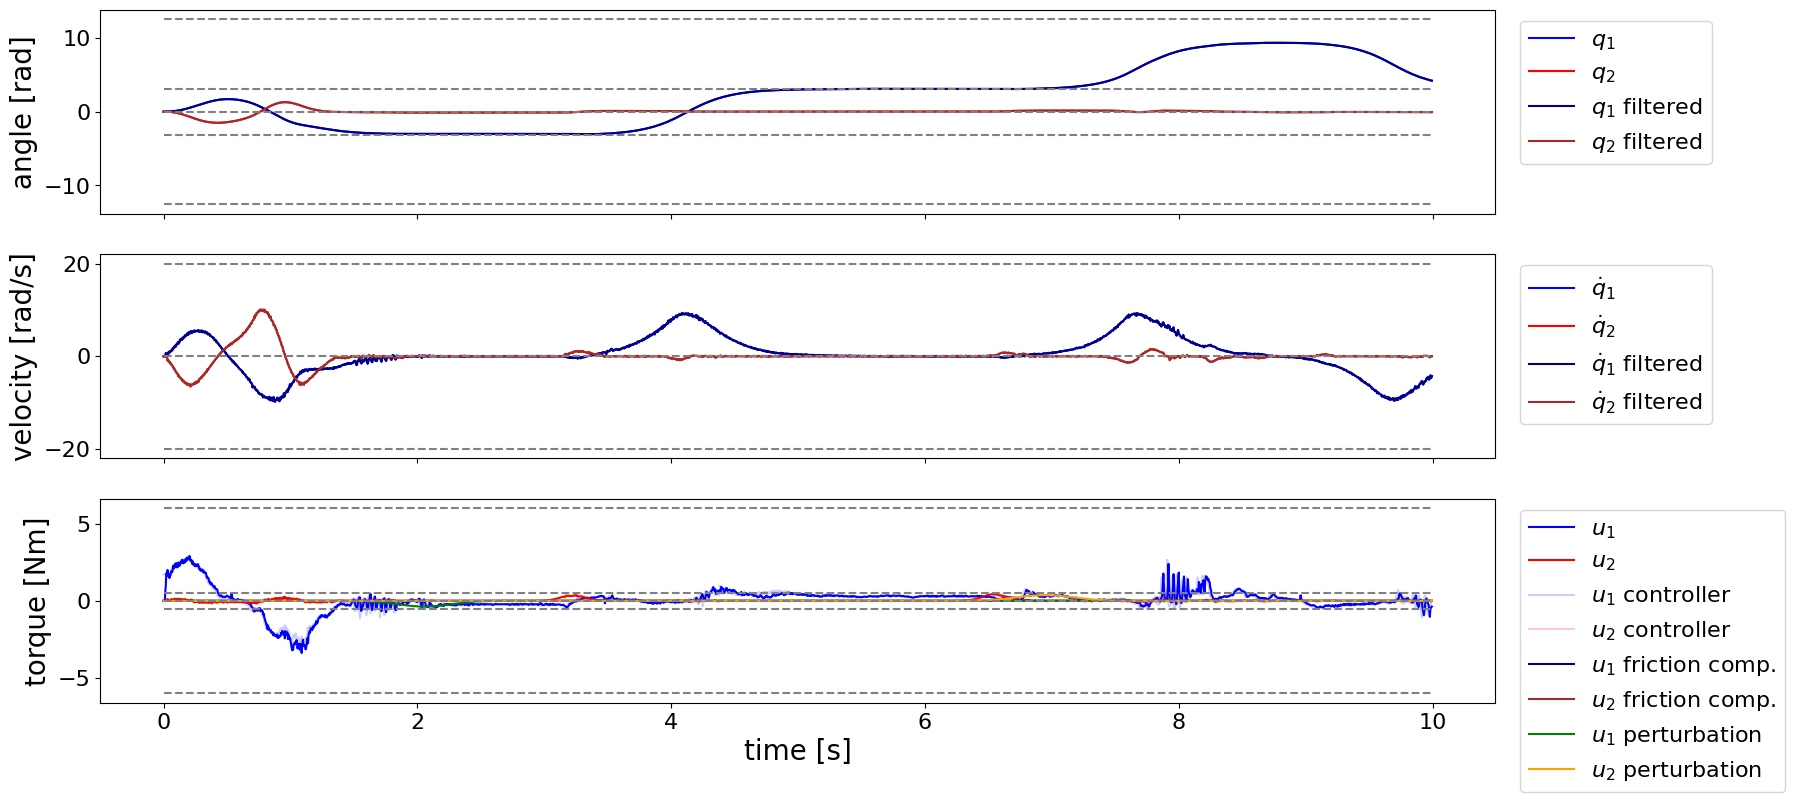 angle [rad]
10
0
−10
q₁
q₂
q₁ filtered
q₂ filtered
velocity [rad/s]
20
0
−20
q̇₁
q̇₂
q̇₁ filtered
q̇₂ filtered
torque [Nm]
5
0
−5
0 2 4 6 8 10
time [s]
u₁
u₂
u₁ controller
u₂ controller
u₁ friction comp.
u₂ friction comp.
u₁ perturbation
u₂ perturbation